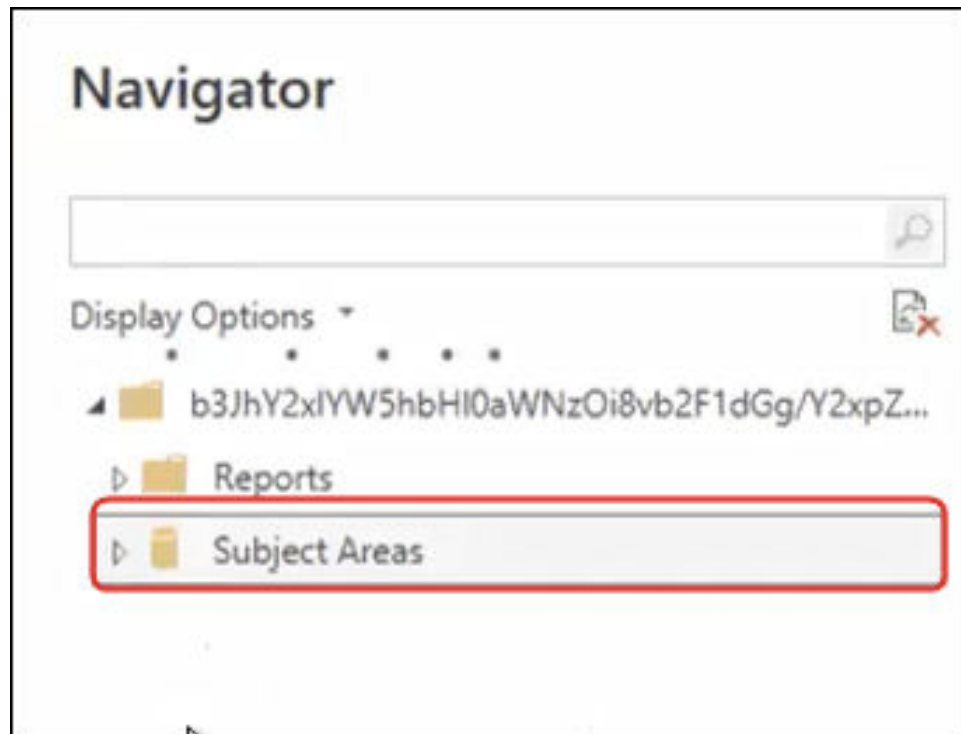 Navigator
Display Options
b3JhY2xlYW5hbHl0aWNzOi8vb2F1dGg/Y2xpZ...
Reports
Subject Areas